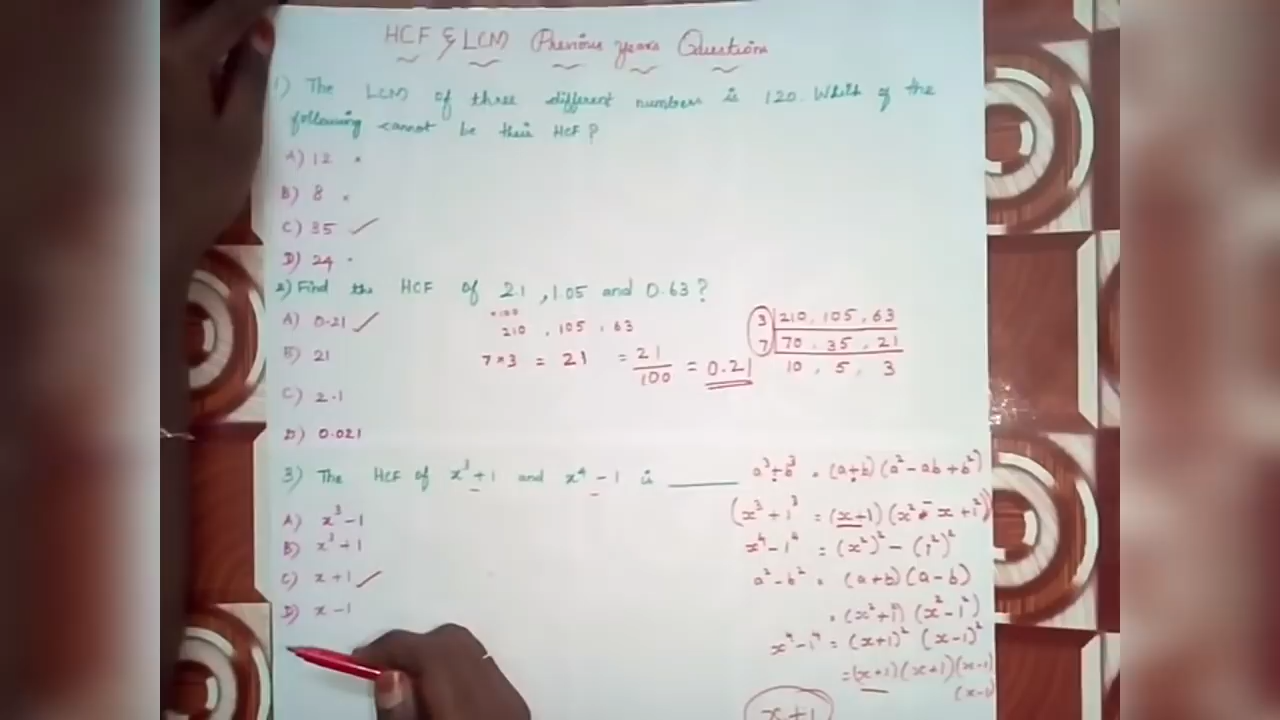 HCF & LCM Previous years Questions
1) The LCM of three different numbers is 120. Which of the
following cannot be their HCF?
A) 12 ×
B) 8 ×
C) 35 ✓
D) 24 ×
2) Find the HCF of 2.1, 1.05 and 0.63?
A) 0.21 ✓
B) 21
C) 2.1
D) 0.021
×100
210, 105, 63
7×3 = 21 = 21/100 = 0.21
3 | 210, 105, 63
7 | 70, 35, 21
10, 5, 3
3) The HCF of x³+1 and x⁴-1 is ______
A) x³-1
B) x³+1
C) x+1 ✓
D) x-1
a³+b³ = (a+b)(a²-ab+b²)
(x³+1³ = (x+1)(x²-x+1²))
x⁴-1⁴ = (x²)²-(1²)²
a²-b² = (a+b)(a-b)
= (x²+1²)(x²-1²)
x⁴-1⁴ = (x+1)²(x-1)²
= (x+1)(x+1)(x-1)
(x-1)
x+1